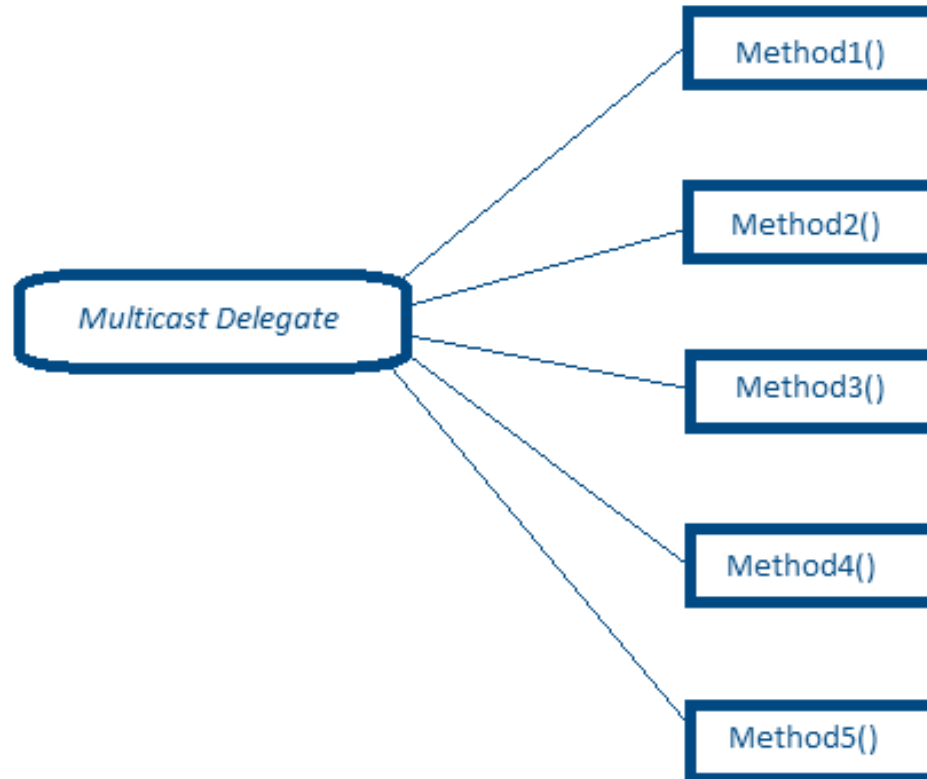 Method1()
Method2()
Multicast Delegate
Method3()
Method4()
Method5()